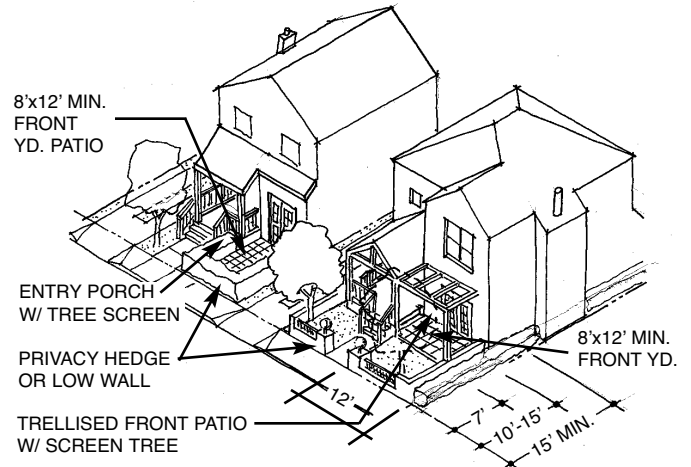 8'x12' MIN.
FRONT
YD. PATIO
ENTRY PORCH
W/ TREE SCREEN
PRIVACY HEDGE
OR LOW WALL
TRELLISED FRONT PATIO
W/ SCREEN TREE
12'
8'x12' MIN.
FRONT YD.
7'
10'-15'
15' MIN.